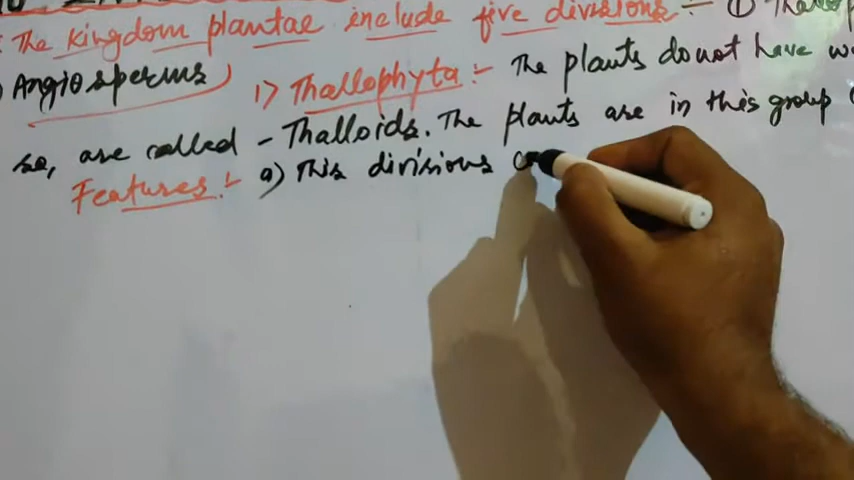 The kingdom plantae include five divisions :- ①
) Angiosperms) 1) Thallophyta :- The plants do not have
so, are called - Thalloids. The plants are in this group
Features :- a) This divisions